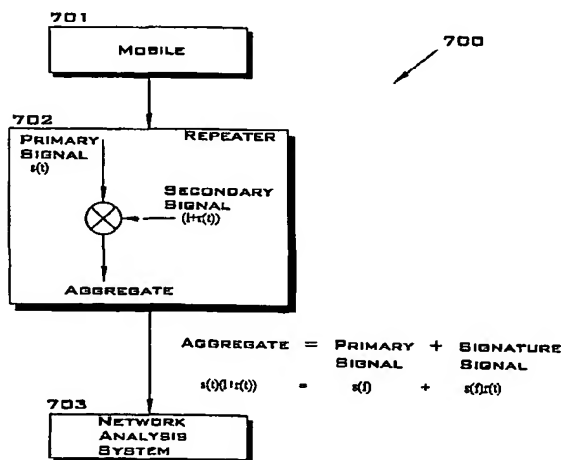 701
MOBILE
700
702
REPEATER
PRIMARY
SIGNAL
s(t)
SECONDARY
SIGNAL
(1+r(t))
AGGREGATE
AGGREGATE = PRIMARY + SIGNATURE
SIGNAL SIGNAL
s(t)(1+r(t)) = s(t) + s(t)r(t)
703
NETWORK
ANALYSIS
SYSTEM